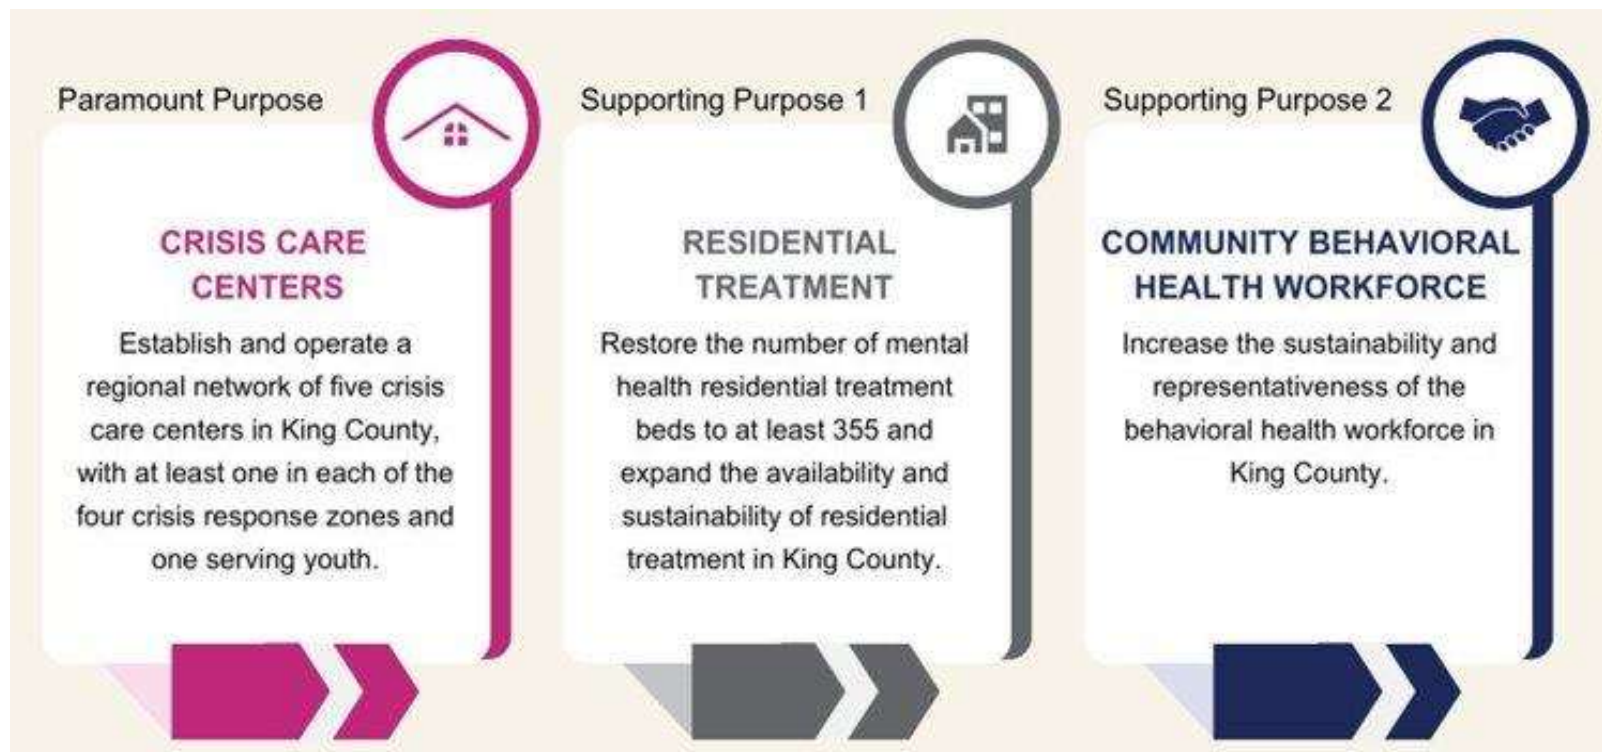 Paramount Purpose
CRISIS CARE
CENTERS
Establish and operate a
regional network of five crisis
care centers in King County,
with at least one in each of the
four crisis response zones and
one serving youth.
Supporting Purpose 1
RESIDENTIAL
TREATMENT
Restore the number of mental
health residential treatment
beds to at least 355 and
expand the availability and
sustainability of residential
treatment in King County.
Supporting Purpose 2
COMMUNITY BEHAVIORAL
HEALTH WORKFORCE
Increase the sustainability and
representativeness of the
behavioral health workforce in
King County.